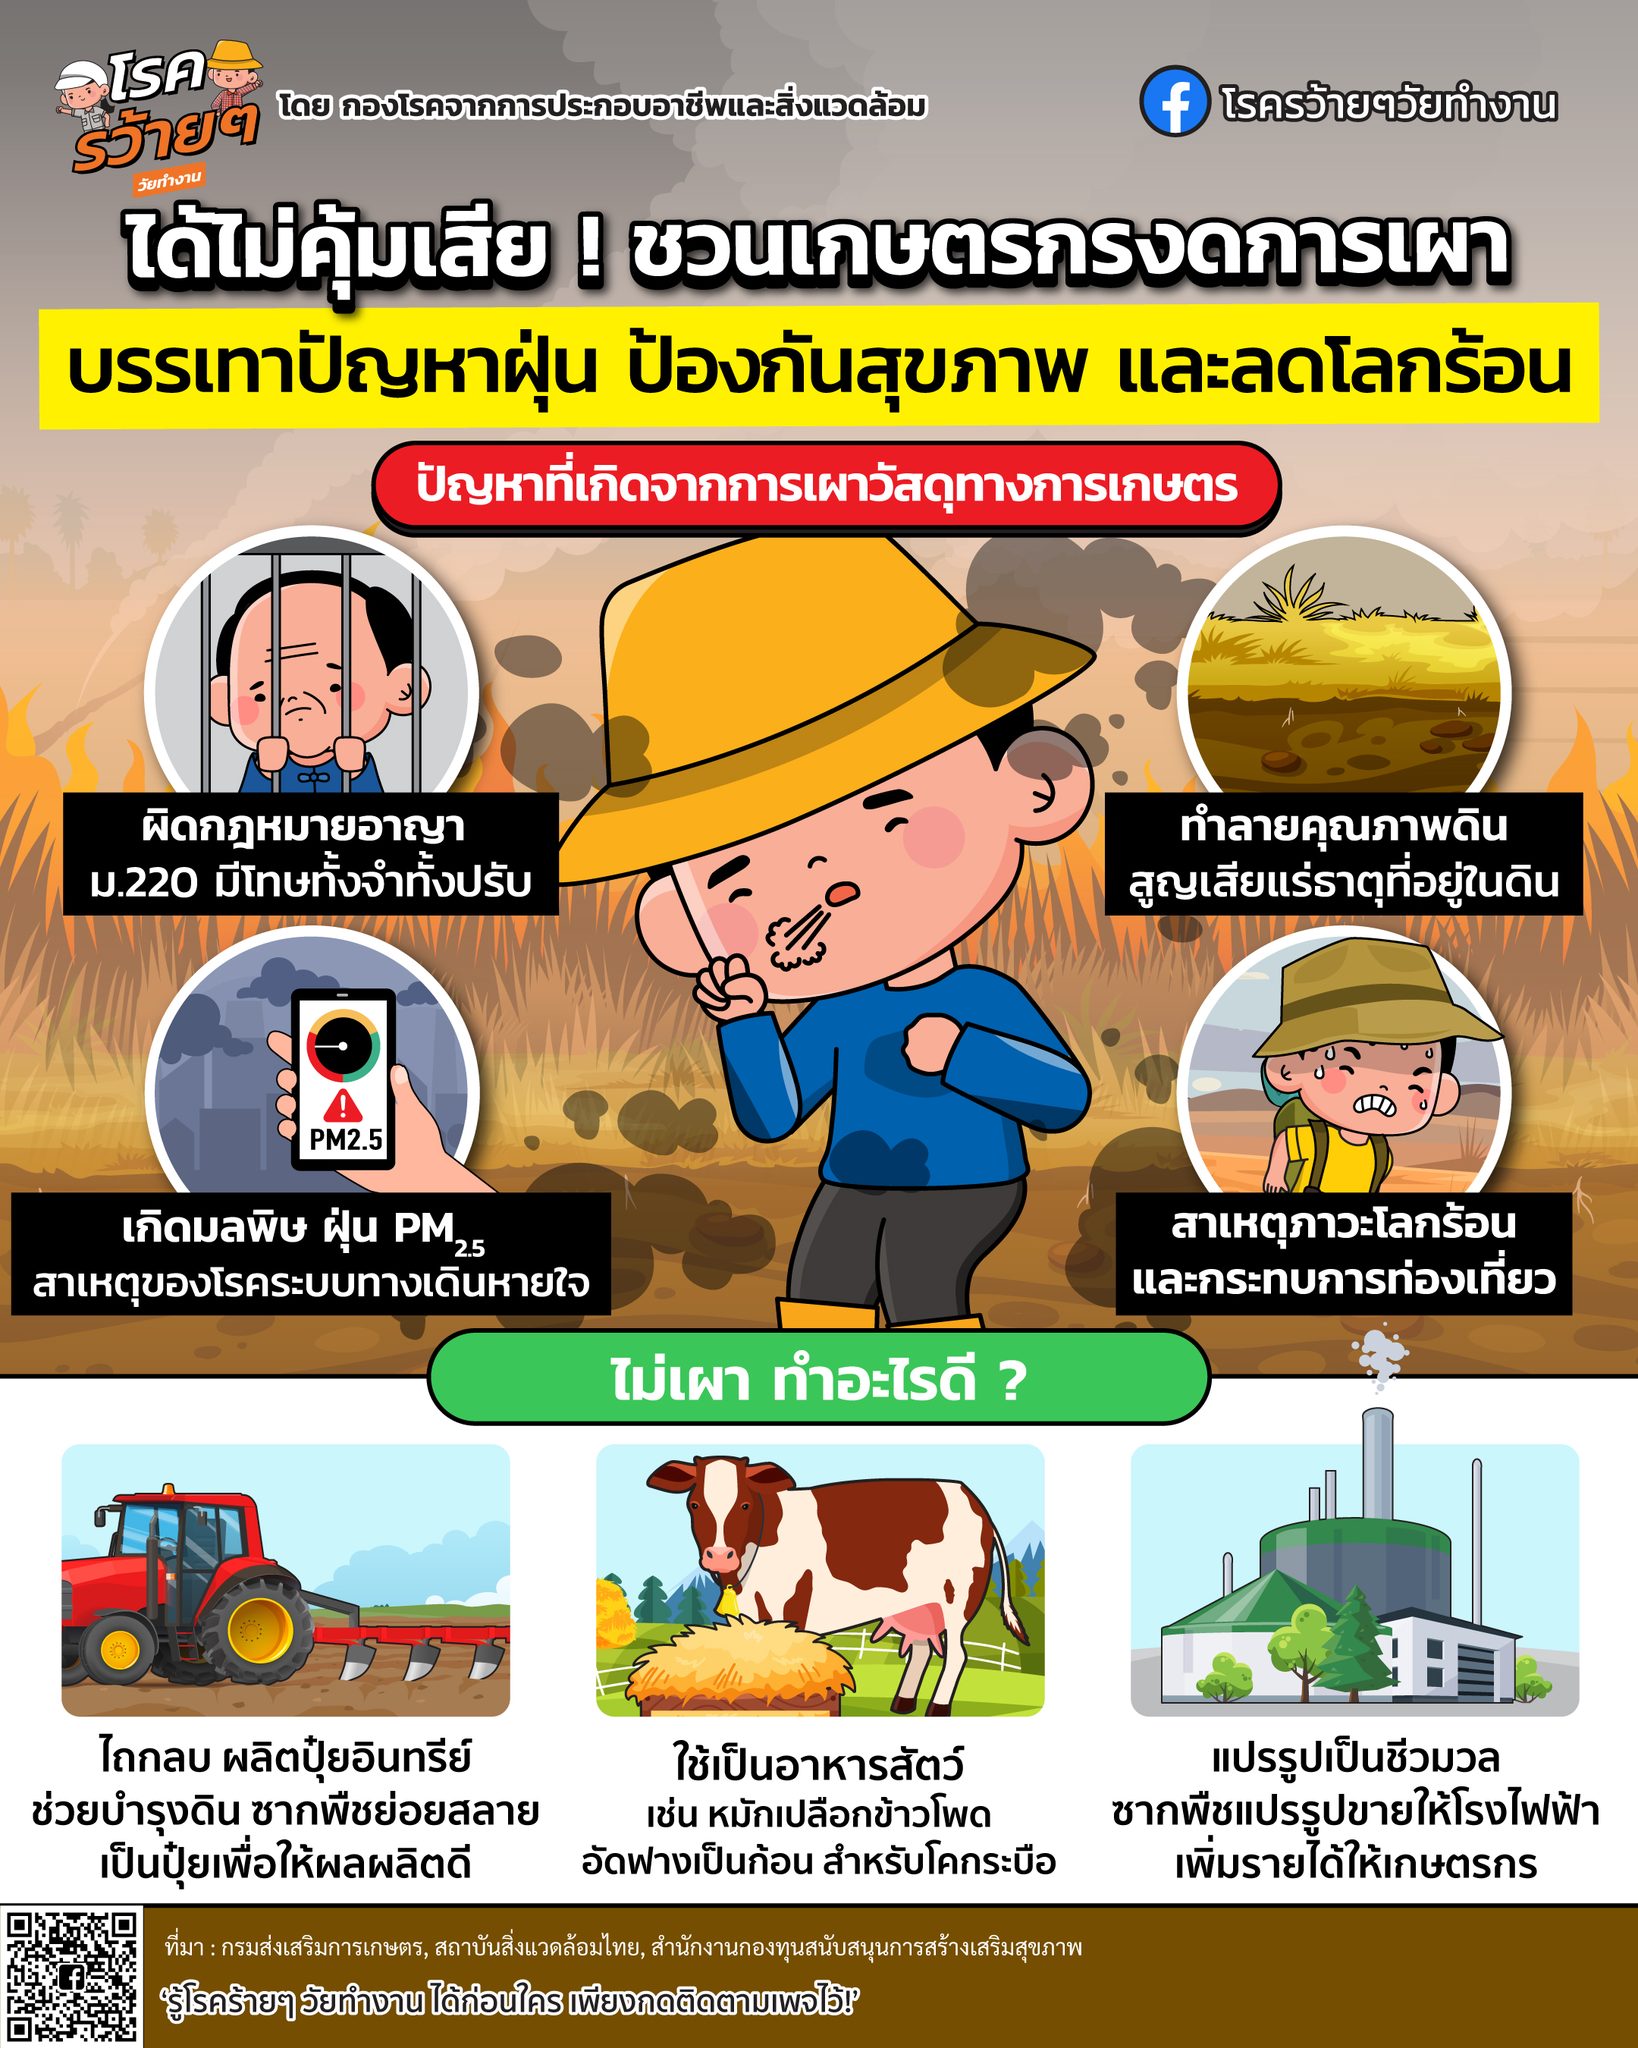 โรค
รว้ายๆ
วัยทำงาน
โดย กองโรคจากการประกอบอาชีพและสิ่งแวดล้อม
โรครว้ายๆวัยทำงาน
ได้ไม่คุ้มเสีย ! ชวนเกษตรกรงดการเผา
บรรเทาปัญหาฝุ่น ป้องกันสุขภาพ และลดโลกร้อน
ปัญหาที่เกิดจากการเผาวัสดุทางการเกษตร
ผิดกฎหมายอาญา
ม.220 มีโทษทั้งจำทั้งปรับ
ทำลายคุณภาพดิน
สูญเสียแร่ธาตุที่อยู่ในดิน
PM2.5
เกิดมลพิษ ฝุ่น PM2.5
สาเหตุของโรคระบบทางเดินหายใจ
สาเหตุภาวะโลกร้อน
และกระทบการท่องเที่ยว
ไม่เผา ทำอะไรดี ?
ไถกลบ ผลิตปุ๋ยอินทรีย์
ช่วยบำรุงดิน ซากพืชย่อยสลาย
เป็นปุ๋ยเพื่อให้ผลผลิตดี
ใช้เป็นอาหารสัตว์
เช่น หมักเปลือกข้าวโพด
อัดฟางเป็นก้อน สำหรับโคกระบือ
แปรรูปเป็นชีวมวล
ซากพืชแปรรูปขายให้โรงไฟฟ้า
เพิ่มรายได้ให้เกษตรกร
ที่มา : กรมส่งเสริมการเกษตร, สถาบันสิ่งแวดล้อมไทย, สำนักงานกองทุนสนับสนุนการสร้างเสริมสุขภาพ
‘รู้โรคร้ายๆ วัยทำงาน ได้ก่อนใคร เพียงกดติดตามเพจไว้!’